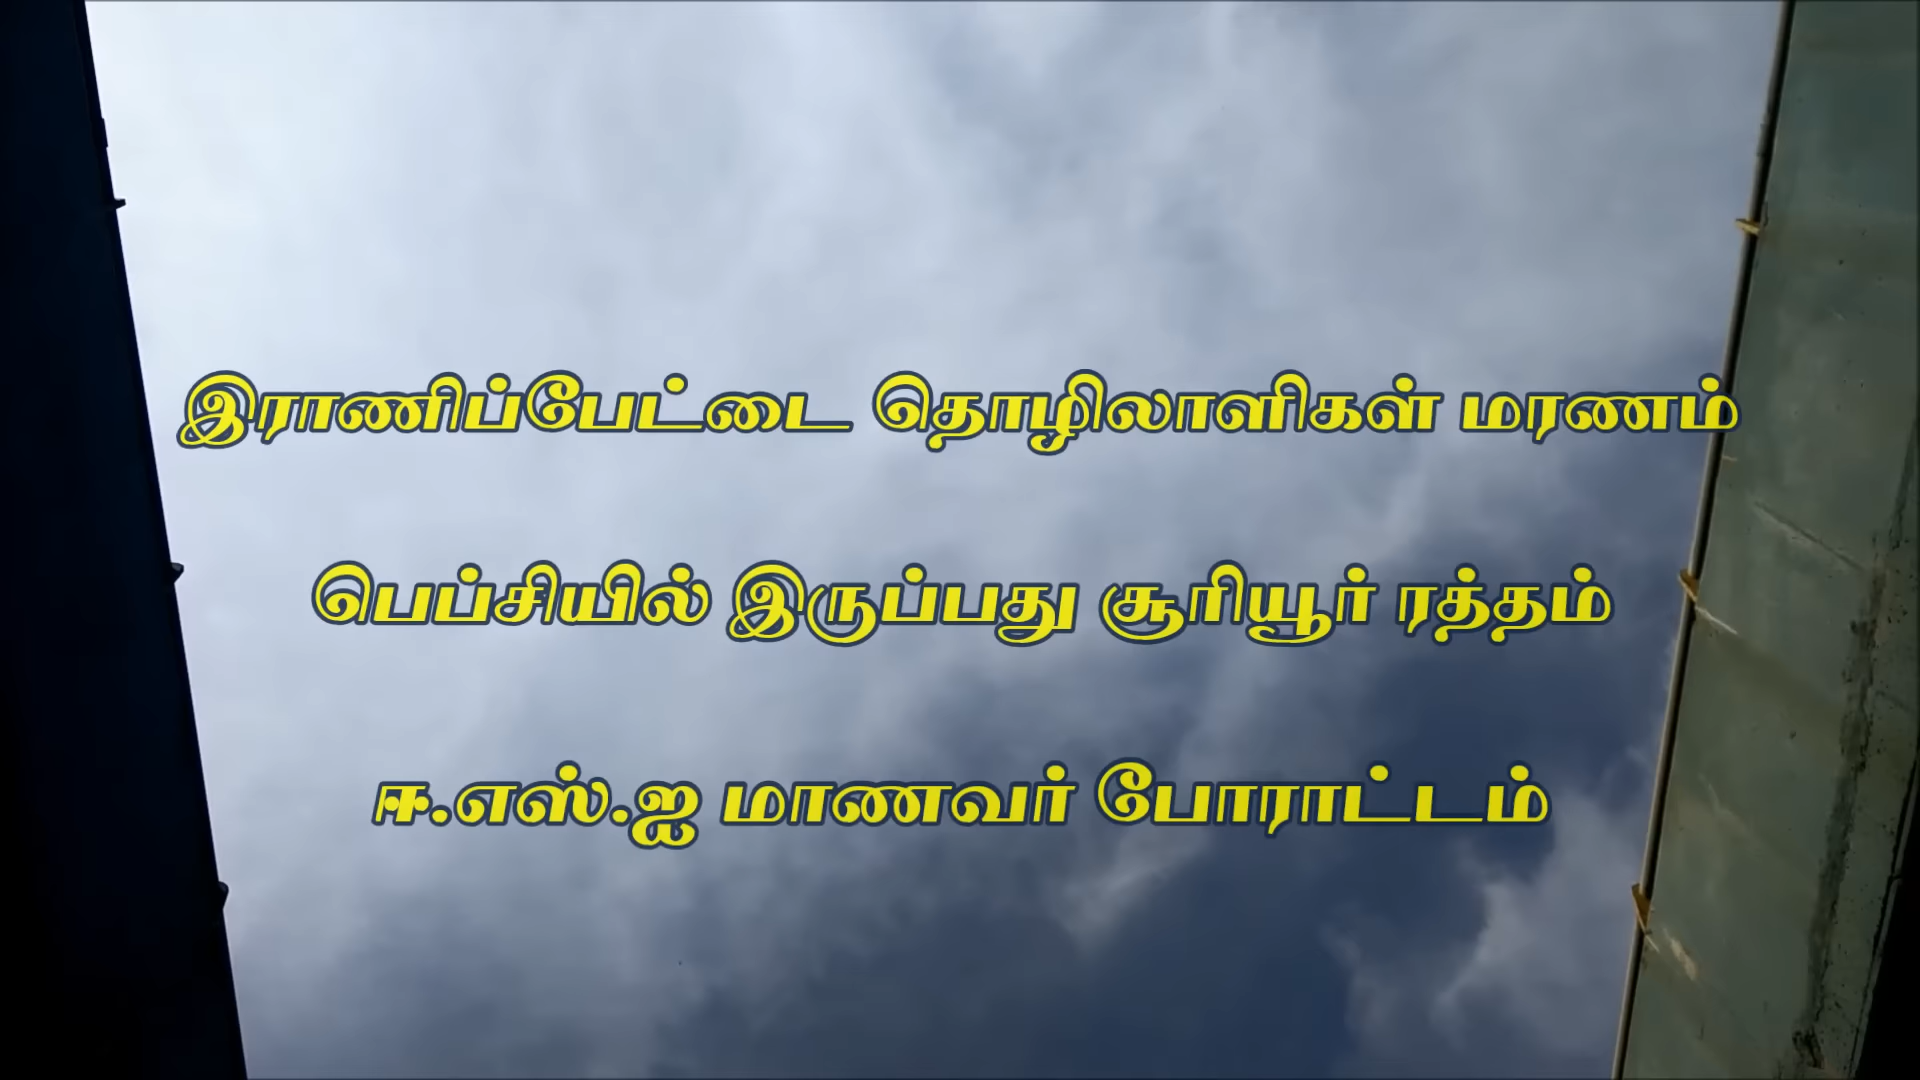 இராணிப்பேட்டை தொழிலாளிகள் மரணம்
பெப்சியில் இருப்பது சூரியூர் ரத்தம்
ஈ.எஸ்.ஐ மாணவர் போராட்டம்